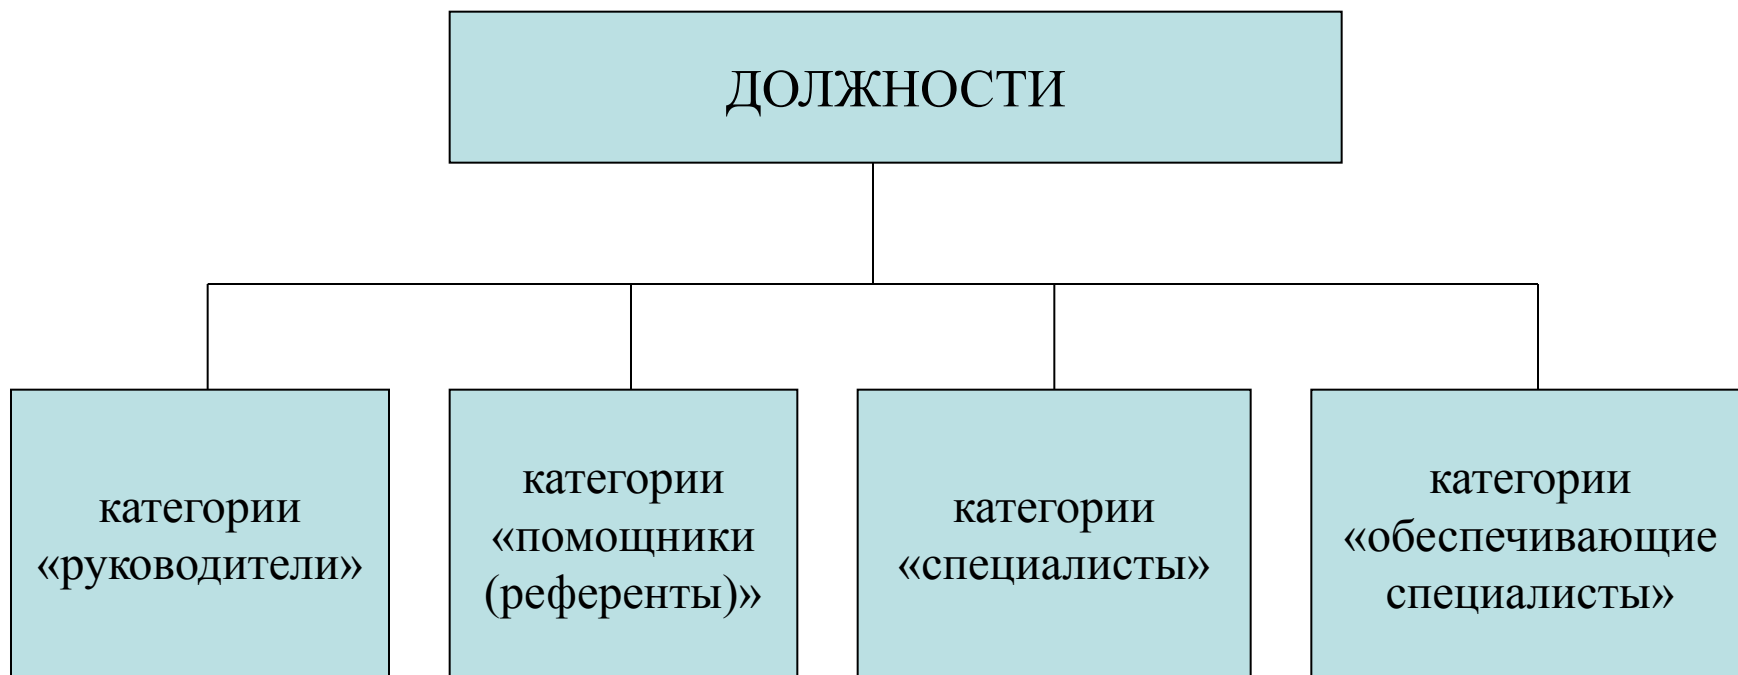 ДОЛЖНОСТИ
категории
«руководители»
категории
«помощники
(референты)»
категории
«специалисты»
категории
«обеспечивающие
специалисты»